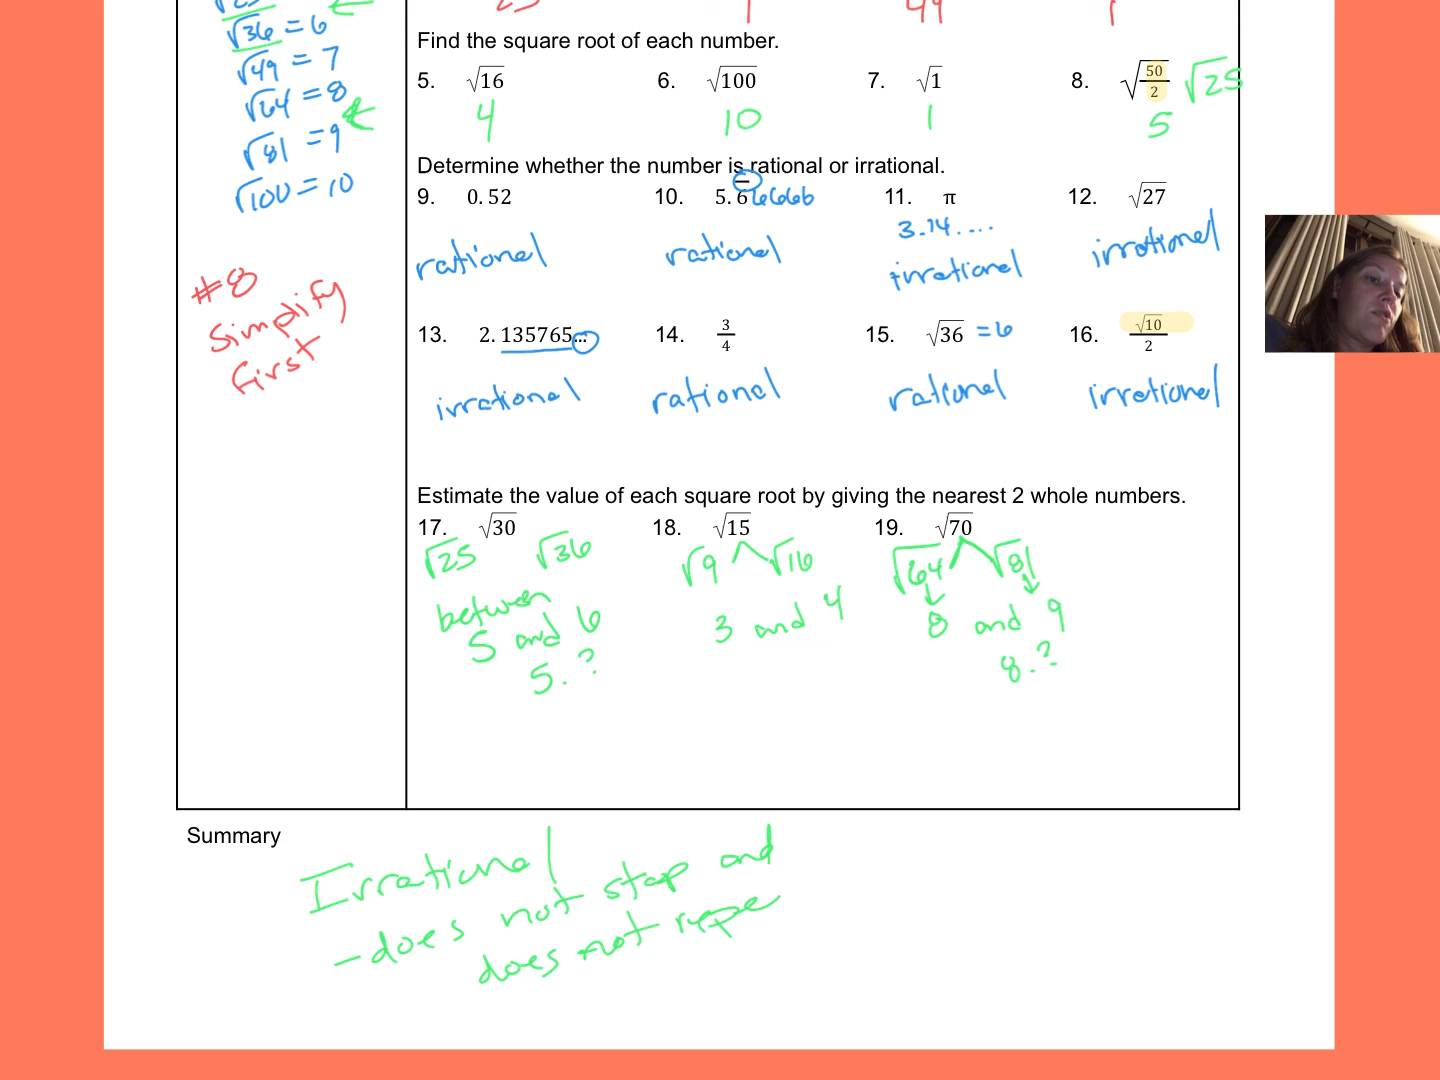 √36 = 6
√49 = 7
√64 = 8
√81 = 9
√100 = 10
#8
Simplify
first
Find the square root of each number.
5. √16 6. √100 7. √1 8. √(50/2) √25
4 10 1 5
Determine whether the number is rational or irrational.
9. 0.52 10. 5.6̅ 6666 11. π 12. √27
3.14....
rational rational irrational irrational
13. 2.135765... 14. 3/4 15. √36 = 6 16. √10/2
irrational rational rational irrational
Estimate the value of each square root by giving the nearest 2 whole numbers.
17. √30 18. √15 19. √70
√25 √36 √9 √16 √64 √81
between
5 and 6 3 and 4 8 and 9
5.? 8.?
Summary
Irrational
- does not stop and
does not repe